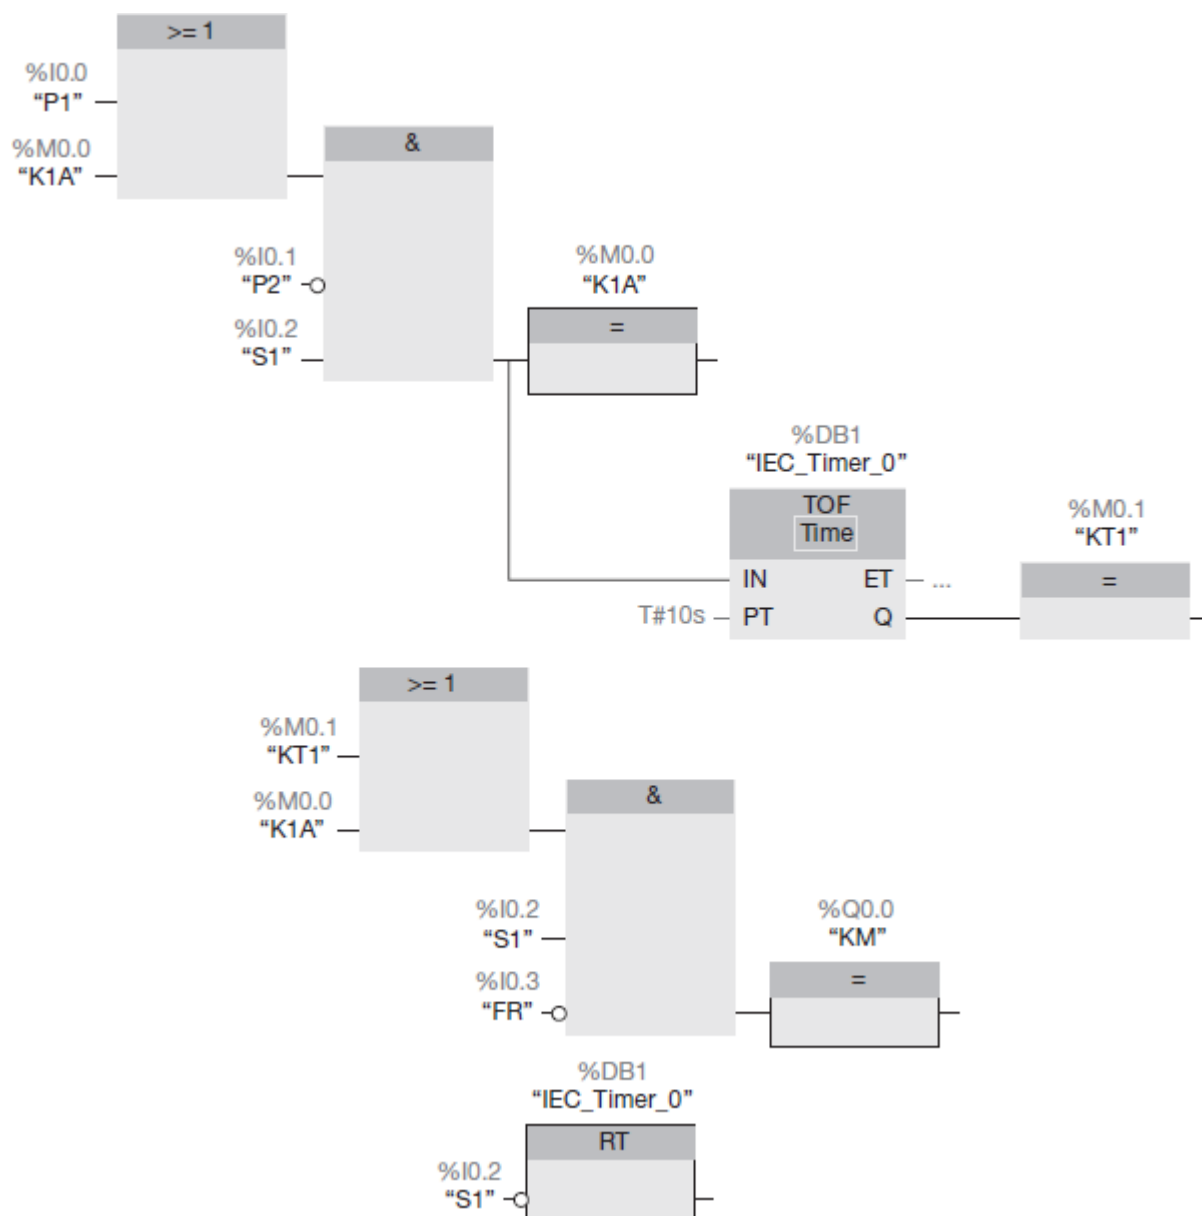 >= 1
%I0.0
“P1”
%M0.0
“K1A”
&
%I0.1
“P2”
%I0.2
“S1”
%M0.0
“K1A”
=
%DB1
“IEC_Timer_0”
TOF
Time
IN ET ...
T#10s PT Q
%M0.1
“KT1”
=
>= 1
%M0.1
“KT1”
%M0.0
“K1A”
&
%I0.2
“S1”
%I0.3
“FR”
%Q0.0
“KM”
=
%DB1
“IEC_Timer_0”
RT
%I0.2
“S1”